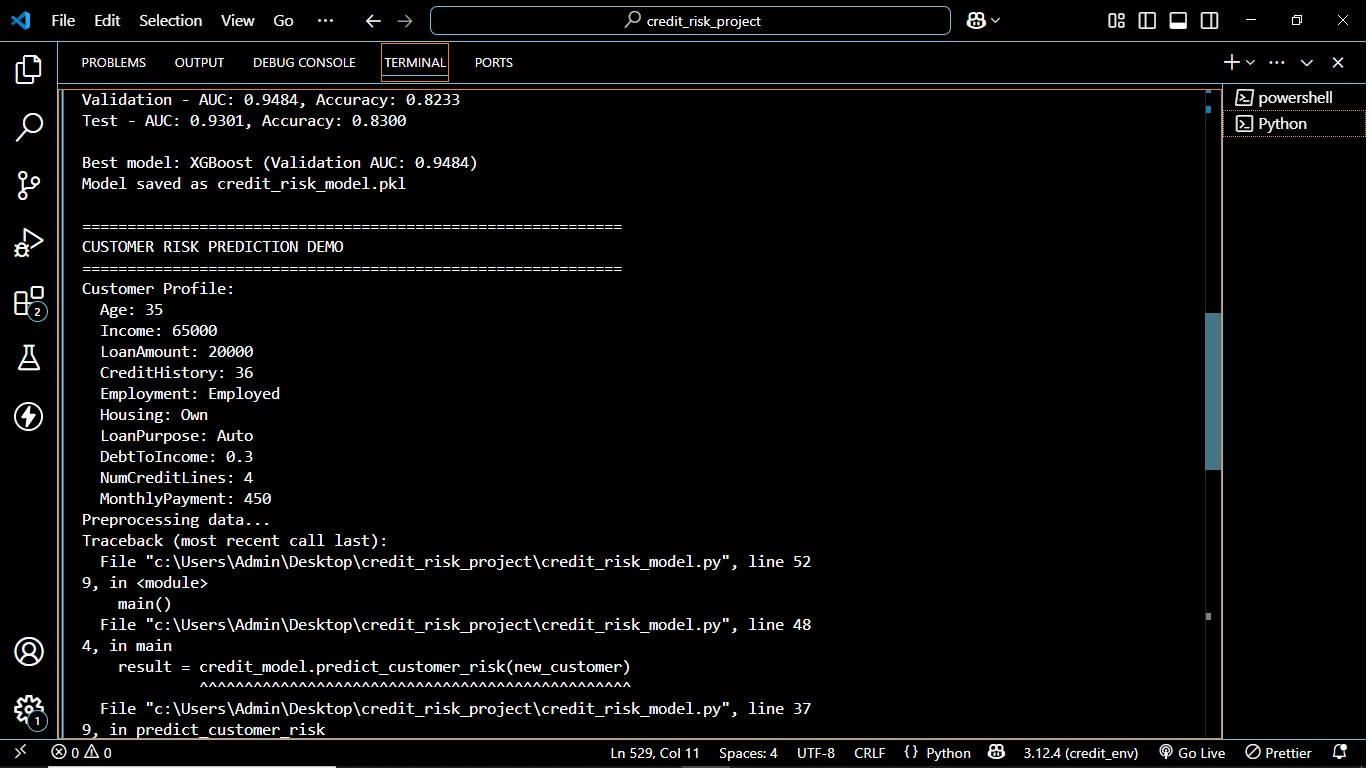 File Edit Selection View Go ··· credit_risk_project
PROBLEMS OUTPUT DEBUG CONSOLE TERMINAL PORTS
powershell
Python
Validation - AUC: 0.9484, Accuracy: 0.8233
Test - AUC: 0.9301, Accuracy: 0.8300
Best model: XGBoost (Validation AUC: 0.9484)
Model saved as credit_risk_model.pkl
============================================================
CUSTOMER RISK PREDICTION DEMO
============================================================
Customer Profile:
Age: 35
Income: 65000
LoanAmount: 20000
CreditHistory: 36
Employment: Employed
Housing: Own
LoanPurpose: Auto
DebtToIncome: 0.3
NumCreditLines: 4
MonthlyPayment: 450
Preprocessing data...
Traceback (most recent call last):
File "c:\Users\Admin\Desktop\credit_risk_project\credit_risk_model.py", line 52
9, in <module>
main()
File "c:\Users\Admin\Desktop\credit_risk_project\credit_risk_model.py", line 48
4, in main
result = credit_model.predict_customer_risk(new_customer)
^^^^^^^^^^^^^^^^^^^^^^^^^^^^^^^^^^^^^^^^^^^^^^^^
File "c:\Users\Admin\Desktop\credit_risk_project\credit_risk_model.py", line 37
9, in predict_customer_risk
2
1
0 0 Ln 529, Col 11 Spaces: 4 UTF-8 CRLF {} Python 3.12.4 (credit_env) Go Live Prettier